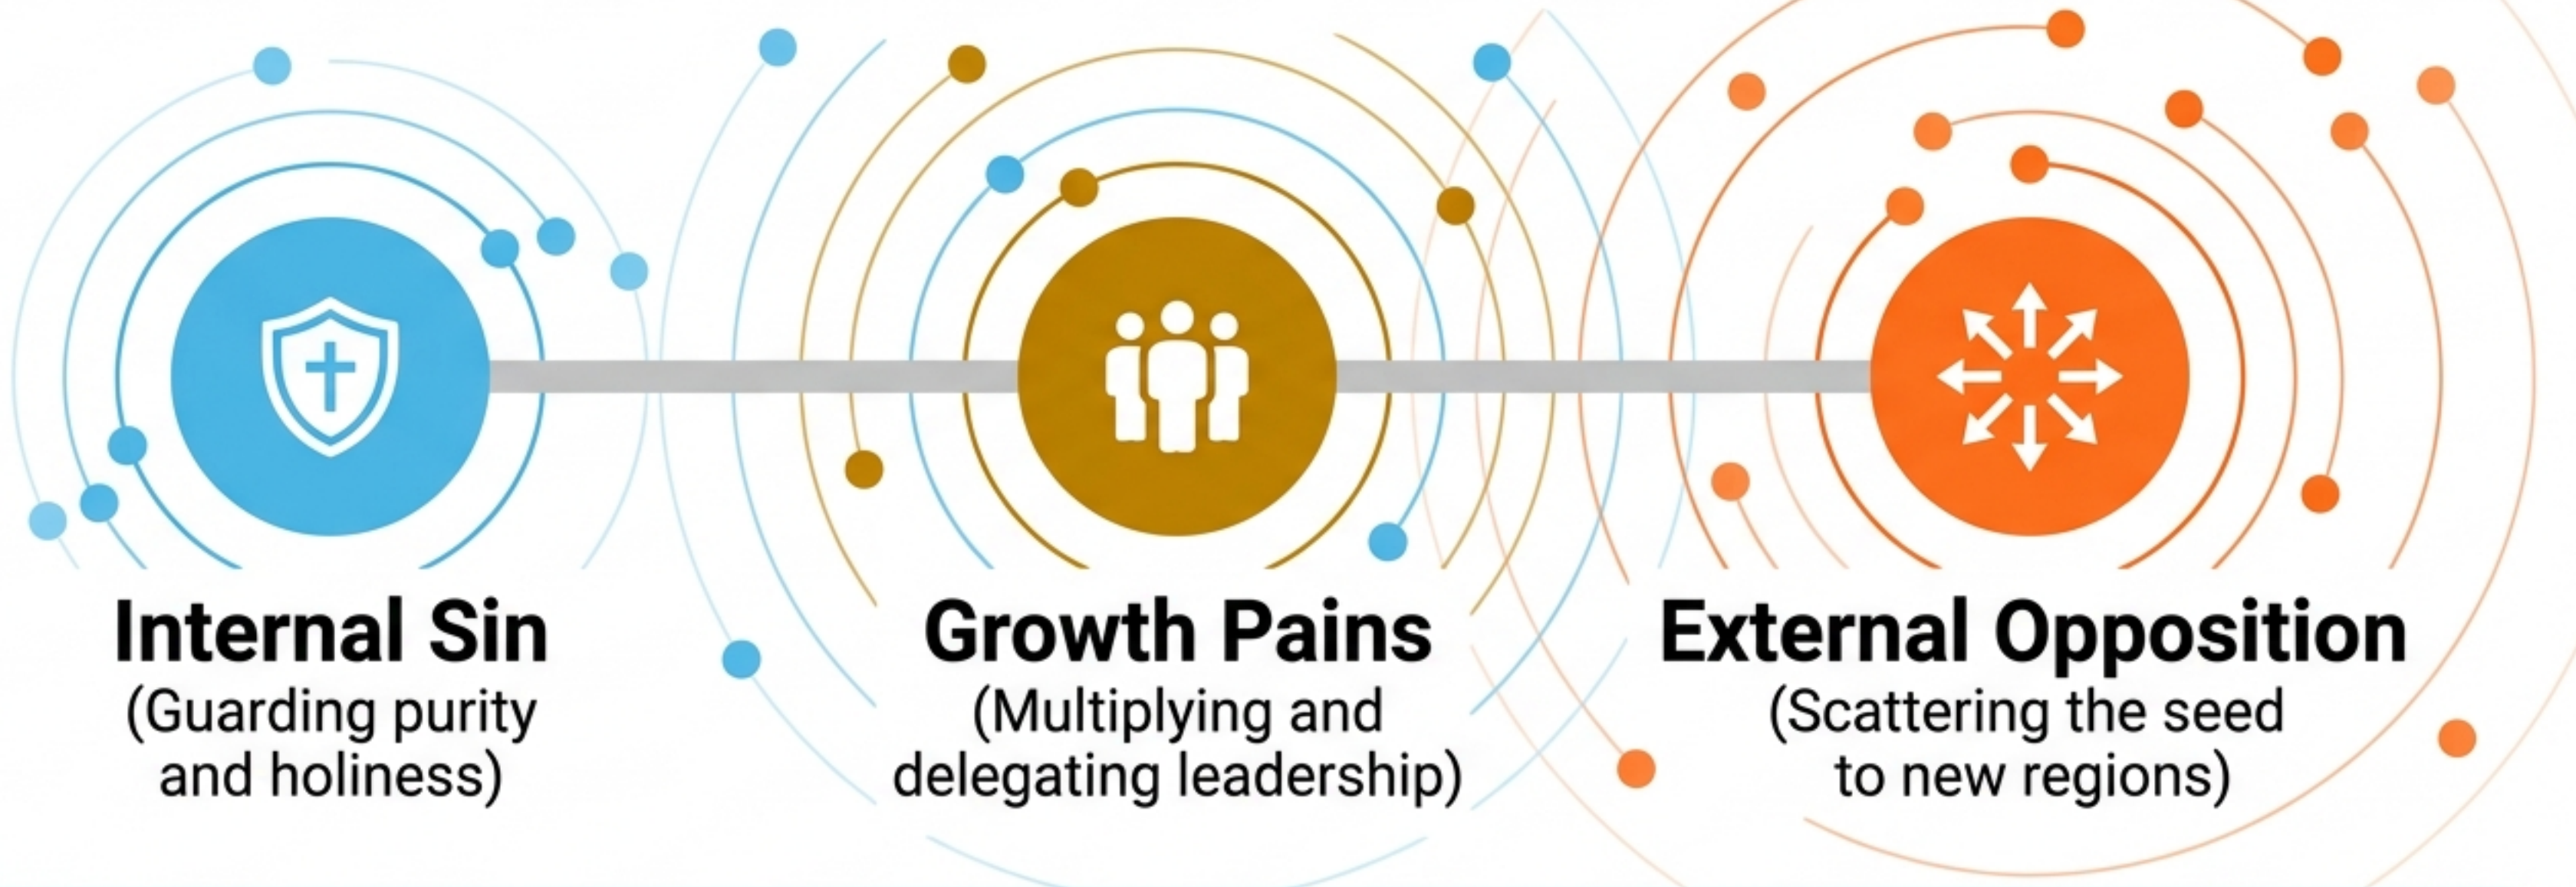 Internal Sin
(Guarding purity
and holiness)
Growth Pains
(Multiplying and
delegating leadership)
External Opposition
(Scattering the seed
to new regions)